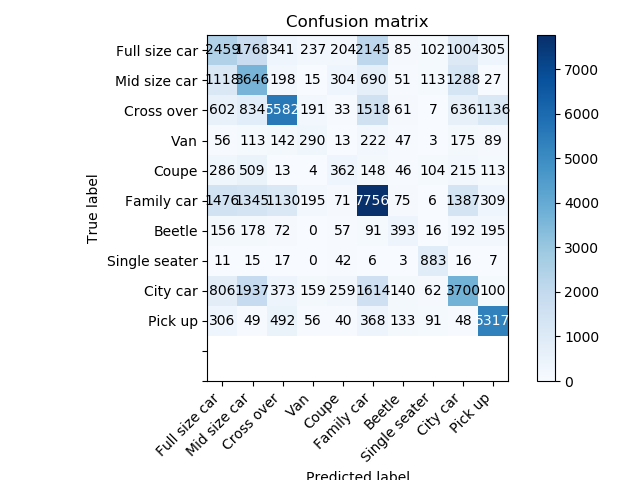 Confusion matrix
Full size car 2459 1768 341 237 204 2145 85 102 1004 305
Mid size car 1118 3646 198 15 304 690 51 113 1288 27
Cross over 602 834 5582 191 33 1518 61 7 636 1136
Van 56 113 142 290 13 222 47 3 175 89
Coupe 286 509 13 4 362 148 46 104 215 113
Family car 1476 1345 1130 195 71 7756 75 6 1387 309
Beetle 156 178 72 0 57 91 393 16 192 195
Single seater 11 15 17 0 42 6 3 883 16 7
City car 806 1937 373 159 259 1614 140 62 3700 100
Pick up 306 49 492 56 40 368 133 91 48
Full size car Mid size car Cross over Van Coupe Family car Beetle Single seater City car Pick up
Predicted label
True label
7000
6000
5000
4000
3000
2000
1000
0